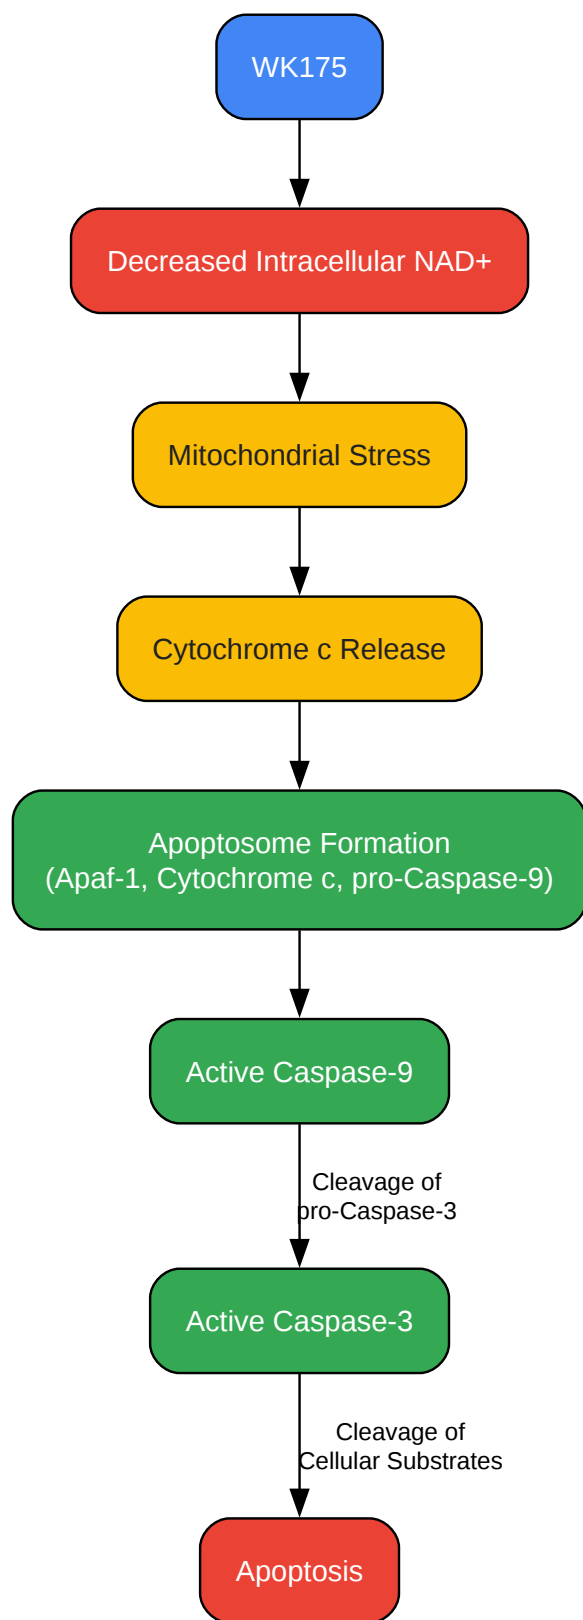 WK175
Decreased Intracellular NAD+
Mitochondrial Stress
Cytochrome c Release
Apoptosome Formation
(Apaf-1, Cytochrome c, pro-Caspase-9)
Active Caspase-9
Cleavage of
pro-Caspase-3
Active Caspase-3
Cleavage of
Cellular Substrates
Apoptosis